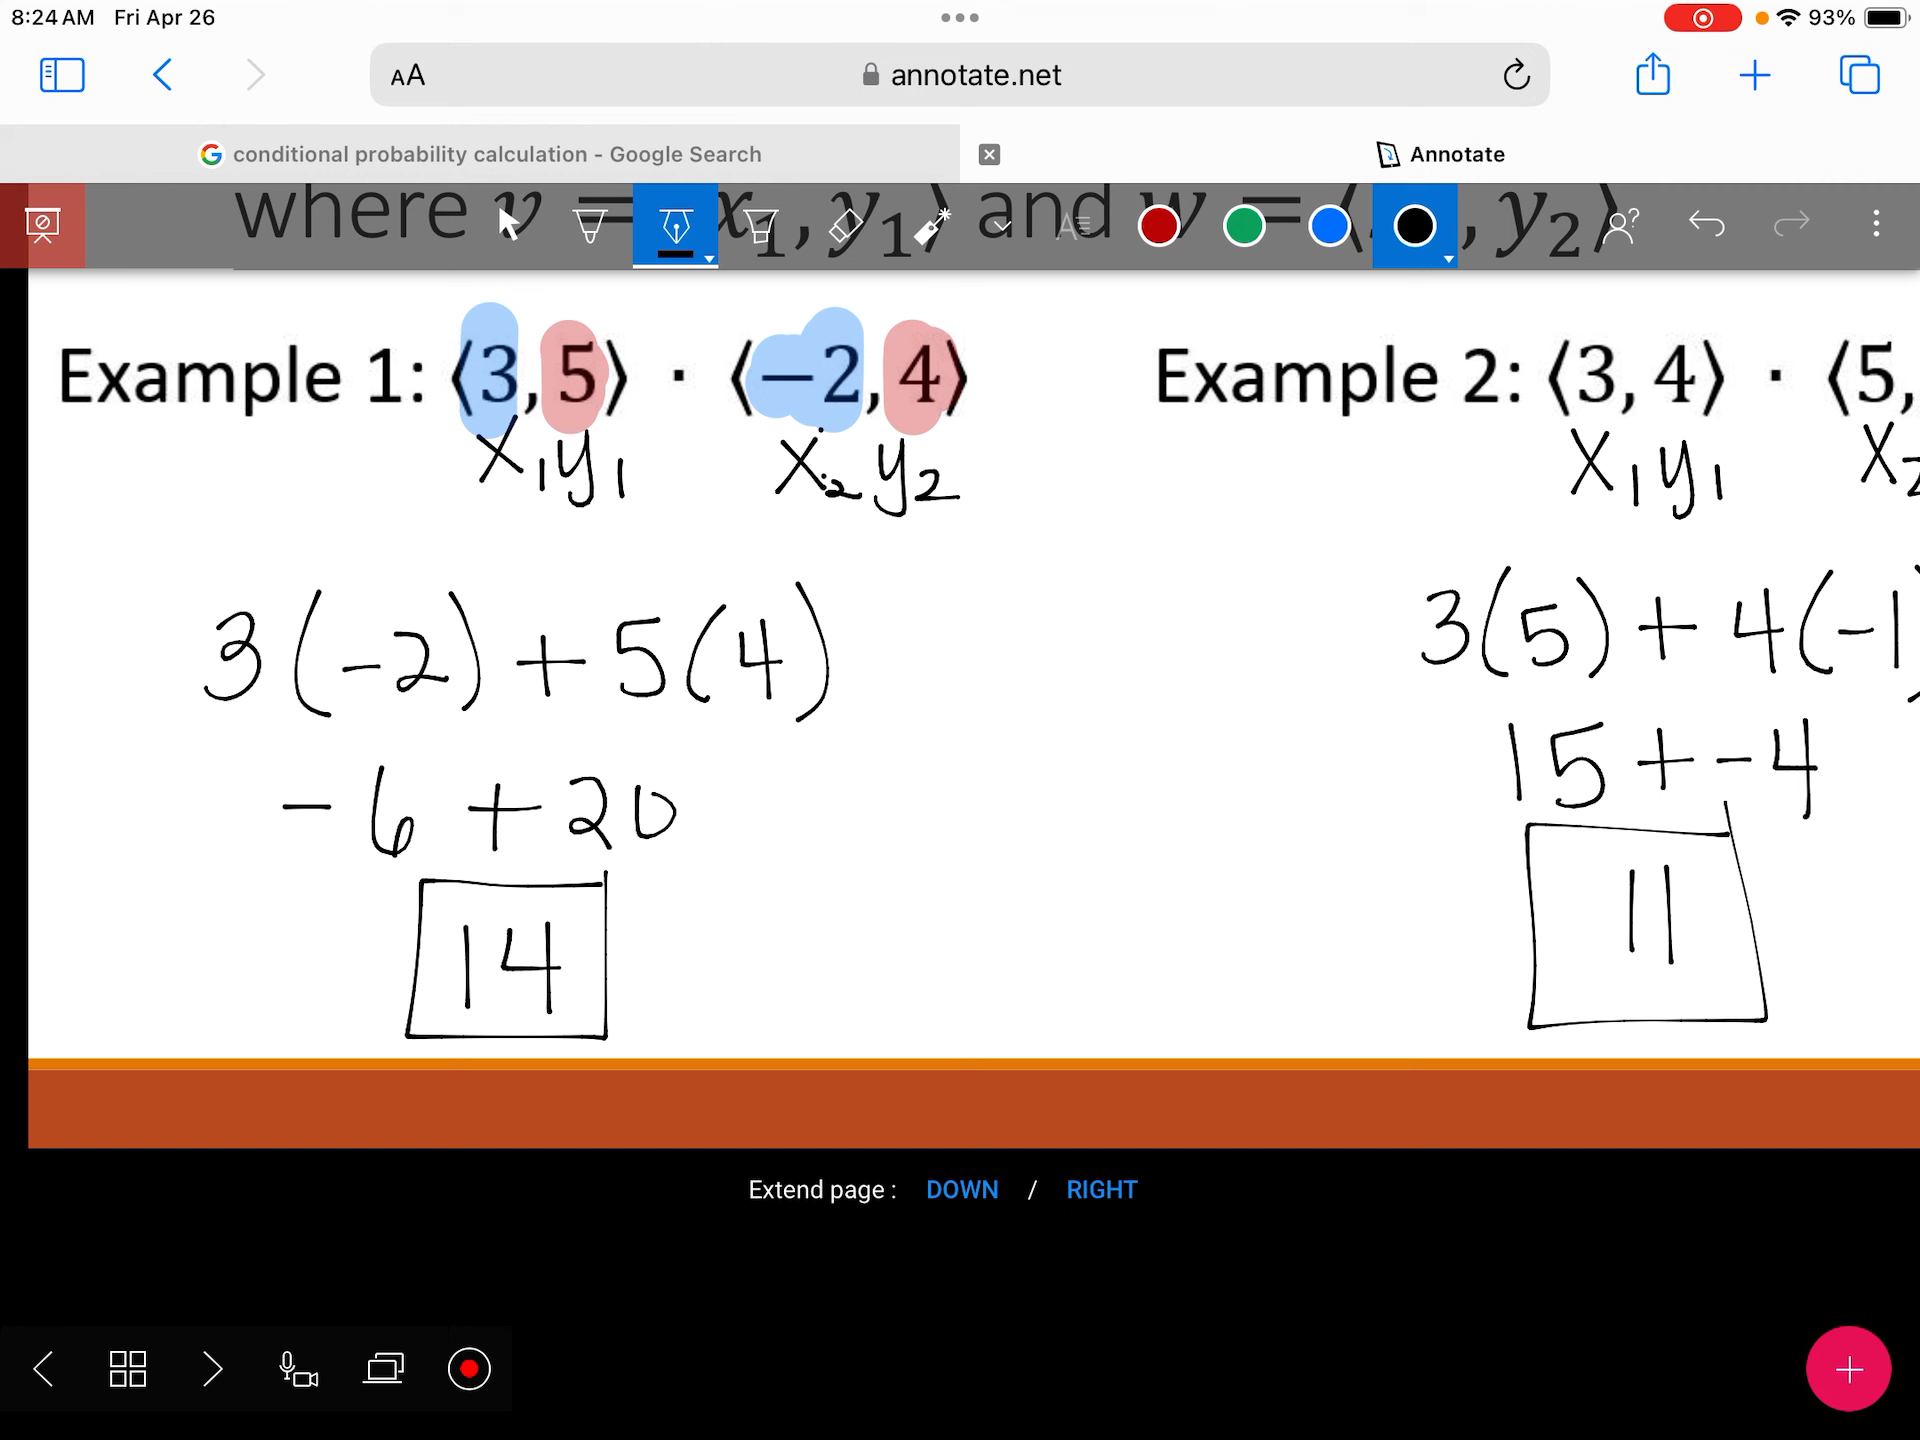 8:24 AM Fri Apr 26
93%
AA annotate.net
conditional probability calculation - Google Search
Annotate
where v = x₁, y₁⟩ and w = ⟨ , y₂⟩
Example 1: ⟨3, 5⟩ · ⟨−2, 4⟩
x₁ y₁ x₂ y₂
3(-2) + 5(4)
-6 + 20
14
Example 2: ⟨3, 4⟩ · ⟨5,
x₁ y₁ x₂
3(5) + 4(-1)
15 + -4
11
Extend page : DOWN / RIGHT